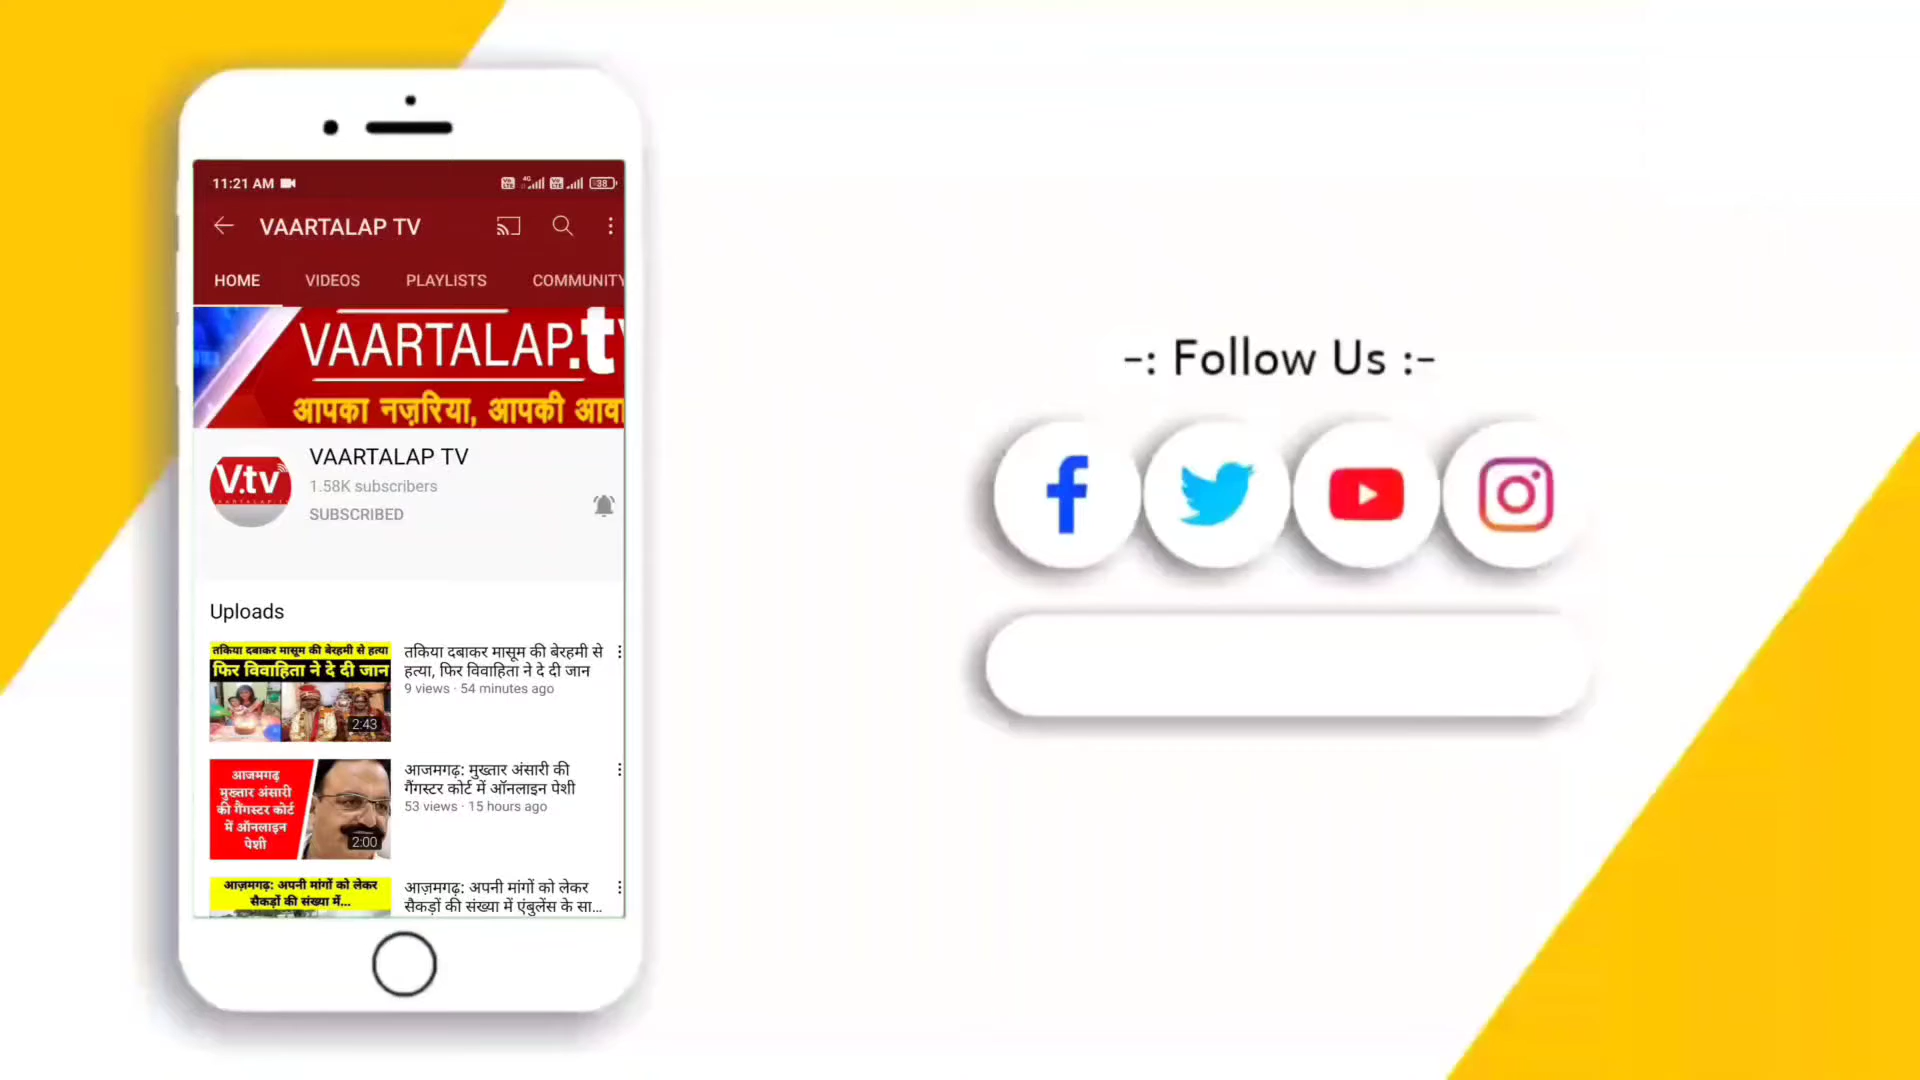 11:21 AM
38
VAARTALAP TV
HOME VIDEOS PLAYLISTS COMMUNITY
VAARTALAP.t
आपका नज़रिया, आपकी आवा
V.tv
VAARTALAP TV
1.58K subscribers
SUBSCRIBED
Uploads
तकिया दबाकर मासूम की बेरहमी से हत्या
फिर विवाहिता ने दे दी जान
2:43
तकिया दबाकर मासूम की बेरहमी से
हत्या, फिर विवाहिता ने दे दी जान
9 views · 54 minutes ago
आजमगढ़
मुख्तार अंसारी
की गैंगस्टर कोर्ट
में ऑनलाइन
पेशी
2:00
आजमगढ़: मुख्तार अंसारी की
गैंगस्टर कोर्ट में ऑनलाइन पेशी
53 views · 15 hours ago
आज़मगढ़: अपनी मांगों को लेकर
सैकड़ों की संख्या में...
आज़मगढ़: अपनी मांगों को लेकर
सैकड़ों की संख्या में एंबुलेंस के सा...
-: Follow Us :-